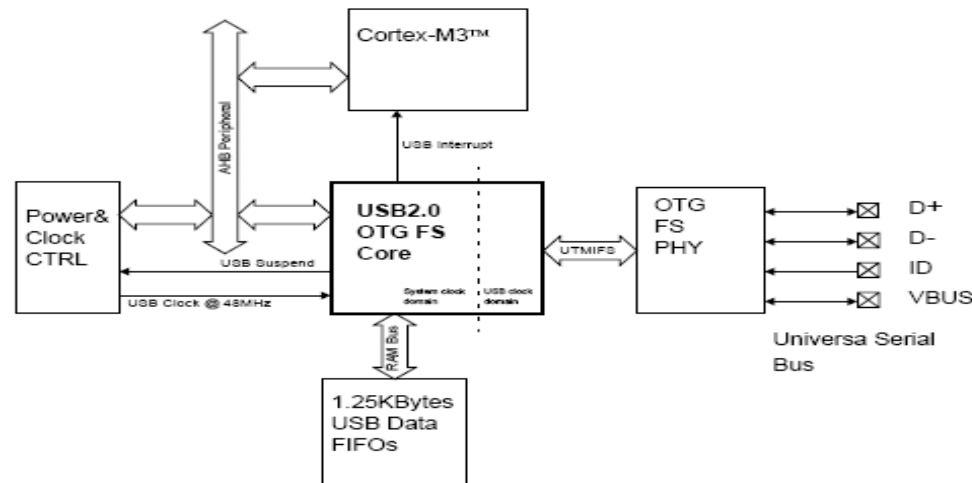 Cortex-M3™
AHB Peripheral
USB Interrupt
Power&
Clock
CTRL
USB2.0
OTG FS
Core
System clock
domain
USB clock
domain
USB Suspend
USB Clock @ 48MHz
UTMIFS
OTG
FS
PHY
D+
D-
ID
VBUS
Universa Serial
Bus
RAM Bus
1.25KBytes
USB Data
FIFOs